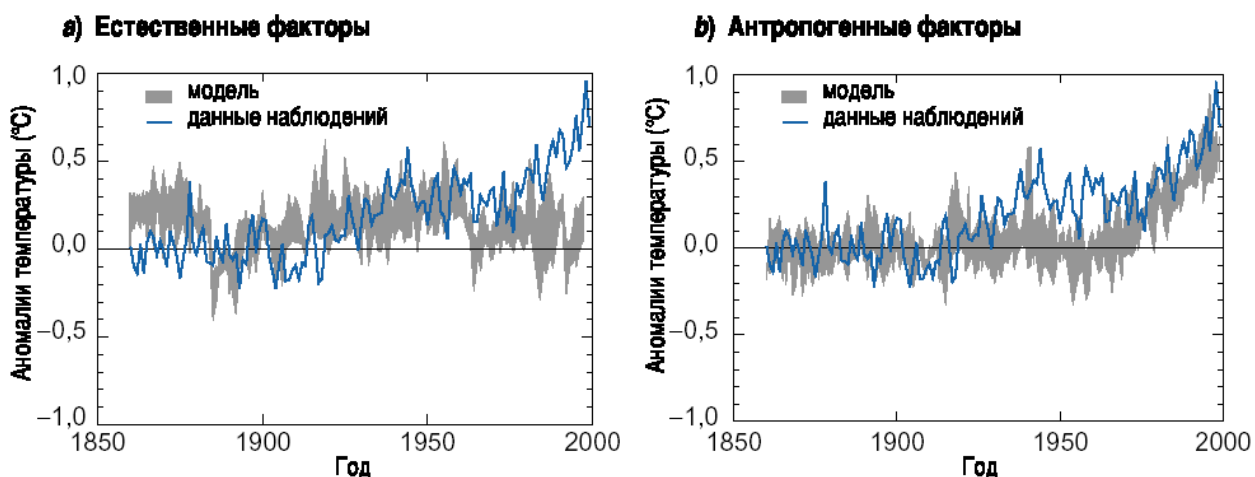 a) Естественные факторы
1,0
0,5
0,0
–0,5
–1,0
Аномалии температуры (°C)
модель
данные наблюдений
1850 1900 1950 2000
Год
b) Антропогенные факторы
1,0
0,5
0,0
–0,5
–1,0
Аномалии температуры (°C)
модель
данные наблюдений
1850 1900 1950 2000
Год